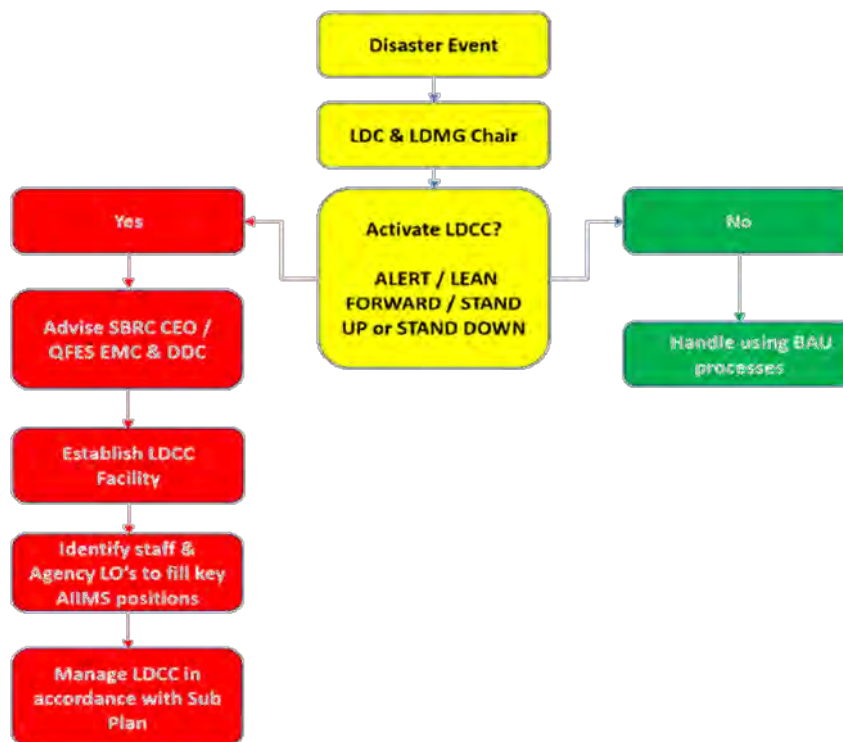 Disaster Event
LDC & LDMG Chair
Yes
Activate LDCC?
No
ALERT / LEAN
FORWARD / STAND
UP or STAND DOWN
Advise SBRC CEO /
QFES EMC & DDC
Handle using BAU
processes
Establish LDCC
Facility
Identify staff &
Agency LO's to fill key
AIIMS positions
Manage LDCC in
accordance with Sub
Plan